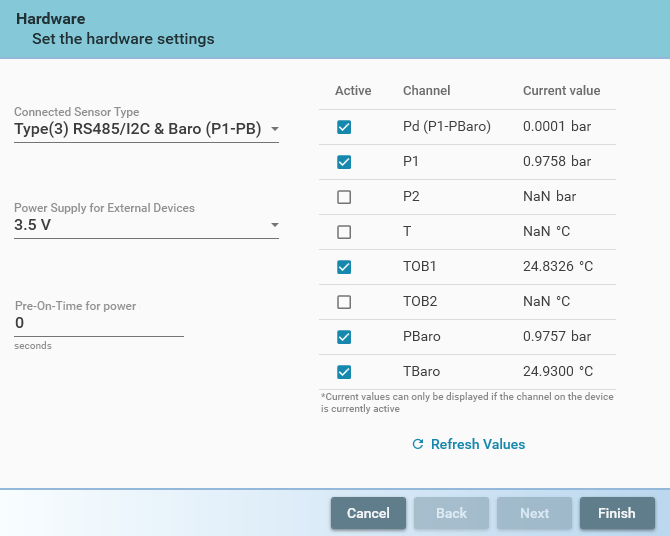 Hardware
Set the hardware settings
Connected Sensor Type
Type(3) RS485/I2C & Baro (P1-PB)
Power Supply for External Devices
3.5 V
Pre-On-Time for power
0
seconds
Active Channel Current value
Pd (P1-PBaro) 0.0001 bar
P1 0.9758 bar
P2 NaN bar
T NaN °C
TOB1 24.8326 °C
TOB2 NaN °C
PBaro 0.9757 bar
TBaro 24.9300 °C
*Current values can only be displayed if the channel on the device
is currently active
Refresh Values
Cancel Back Next Finish